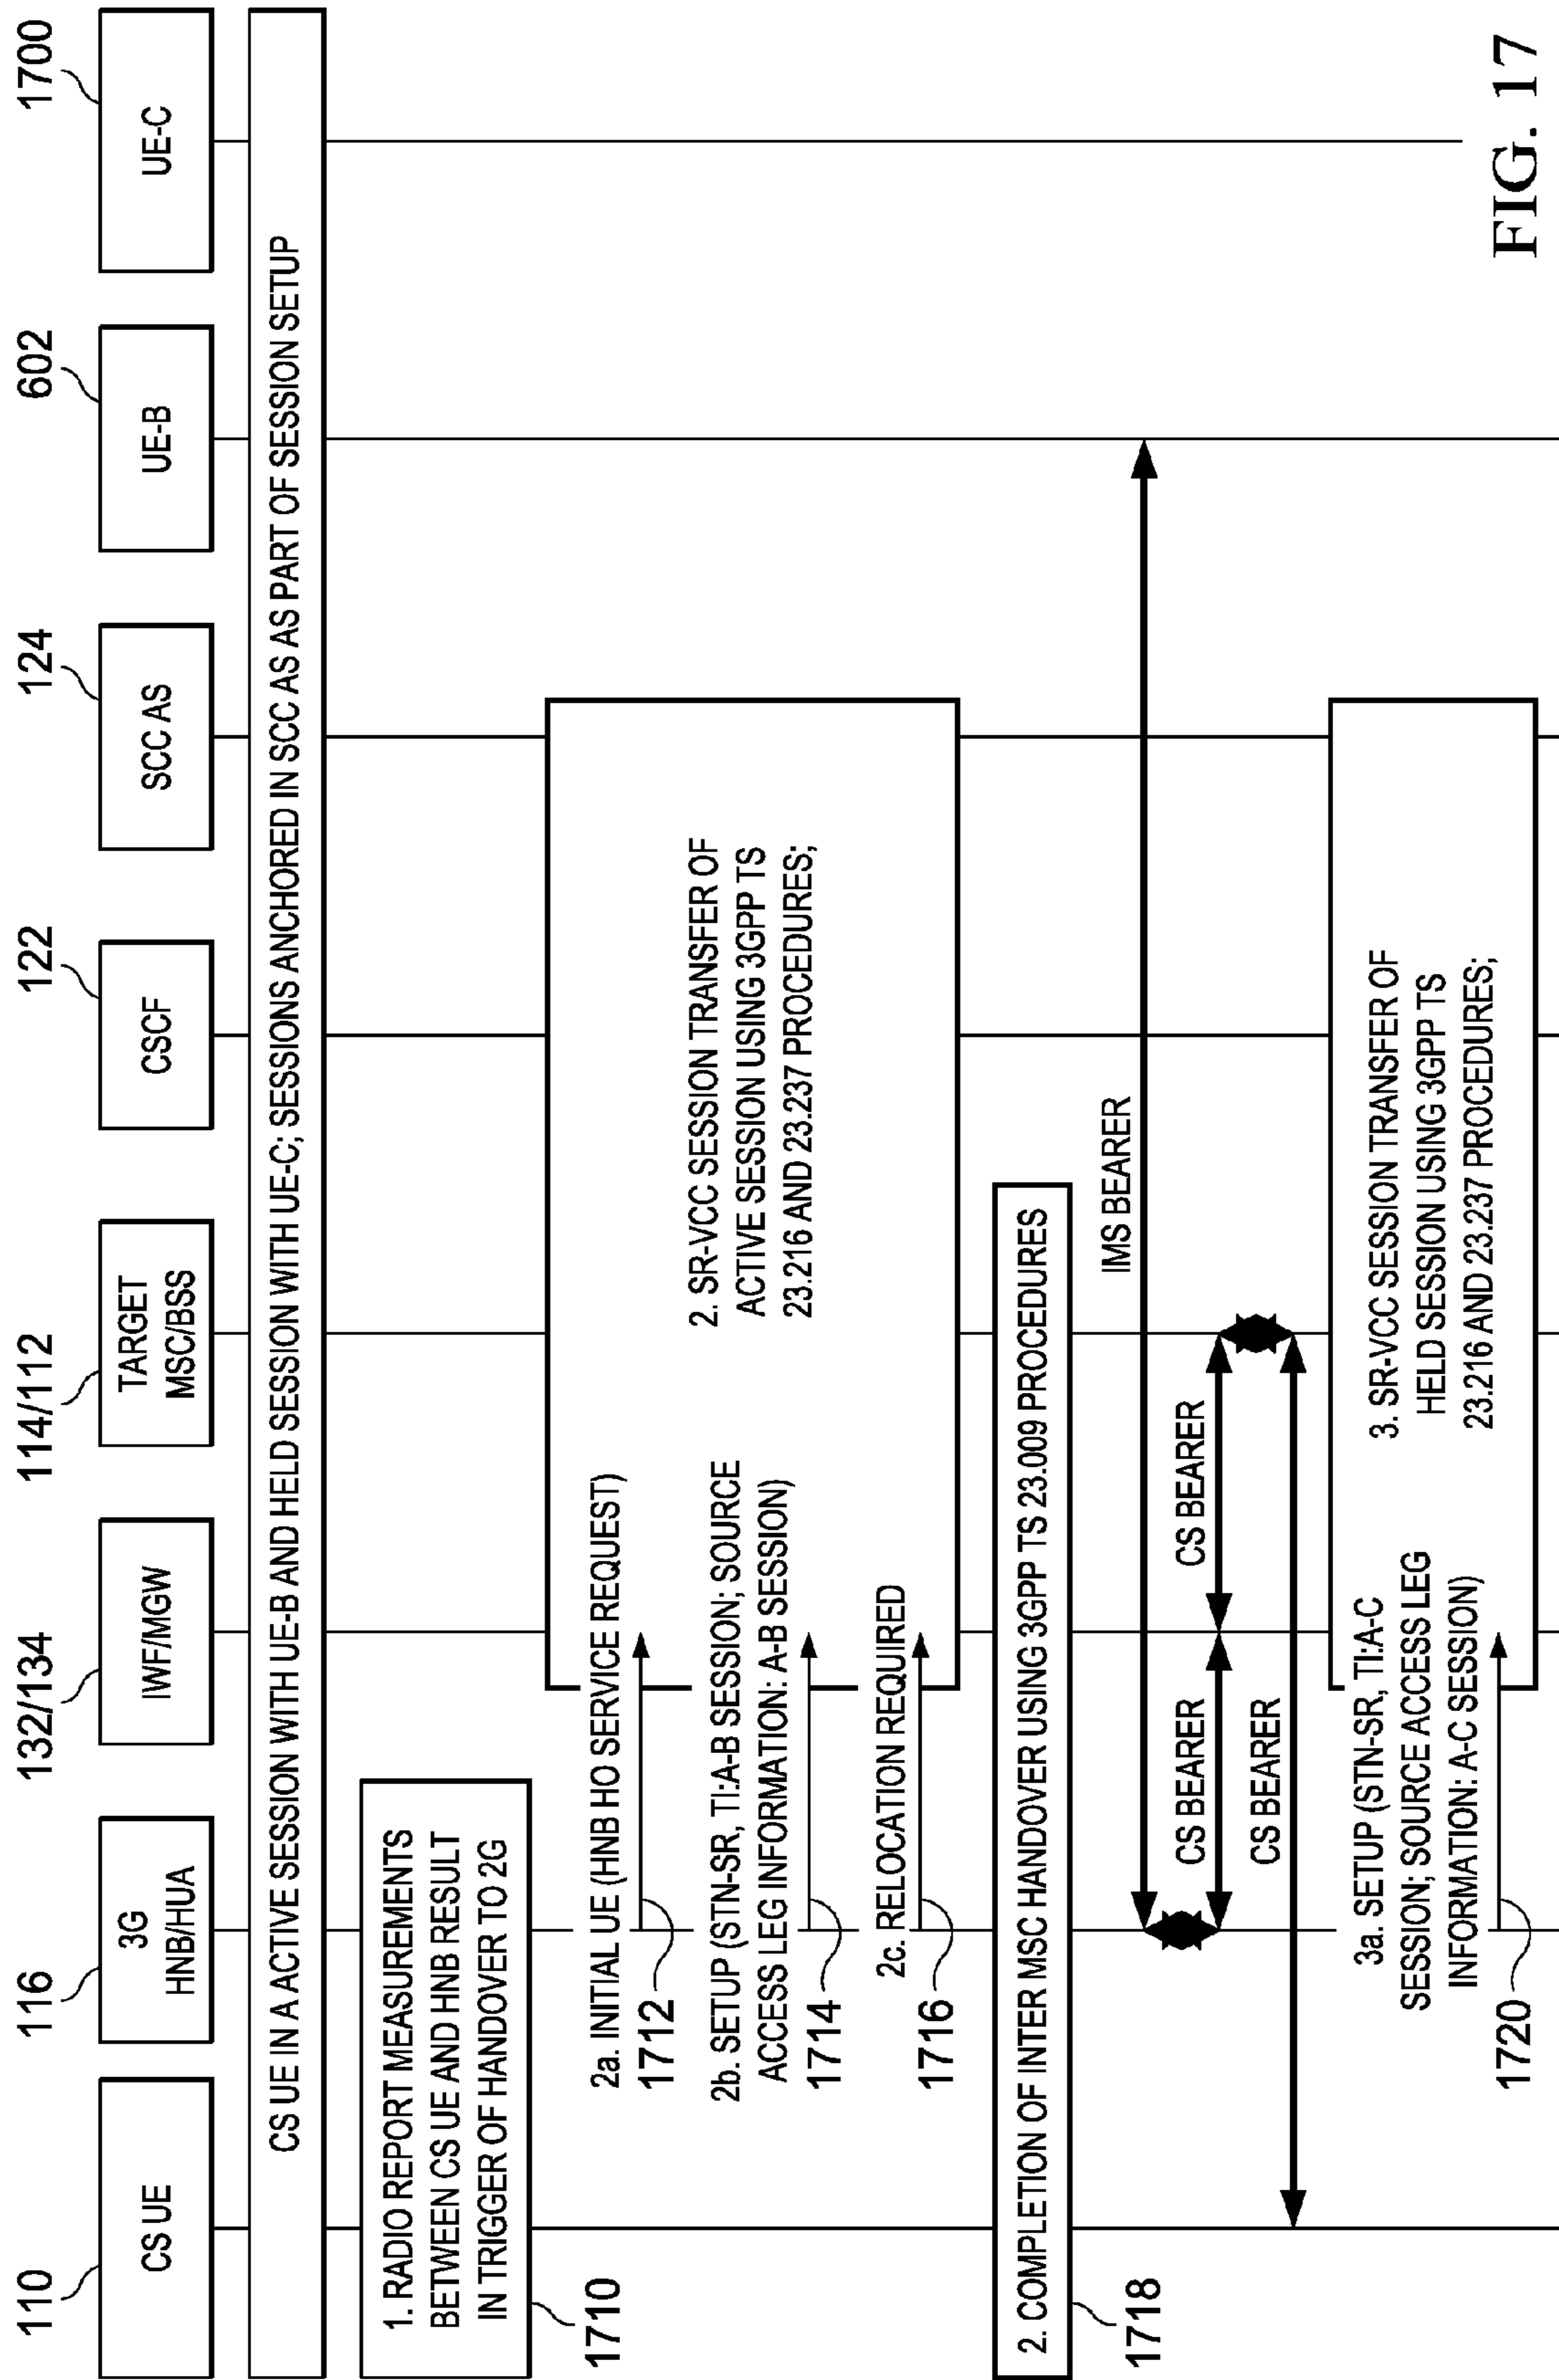 110
116
132/134
114/112
122
124
602
1700
CS UE
3G
HNB/HUA
IWF/MGW
TARGET
MSC/BSS
CSCF
SCC AS
UE-B
UE-C
CS UE IN A ACTIVE SESSION WITH UE-B AND HELD SESSION WITH UE-C; SESSIONS ANCHORED IN SCC AS AS PART OF SESSION SETUP
1. RADIO REPORT MEASUREMENTS
BETWEEN CS UE AND HNB RESULT
IN TRIGGER OF HANDOVER TO 2G
1710
2a. INITIAL UE (HNB HO SERVICE REQUEST)
1712
2b. SETUP (STN-SR, TI:A-B SESSION; SOURCE
ACCESS LEG INFORMATION: A-B SESSION)
1714
2c. RELOCATION REQUIRED
1716
2. SR-VCC SESSION TRANSFER OF
ACTIVE SESSION USING 3GPP TS
23.216 AND 23.237 PROCEDURES;
2. COMPLETION OF INTER MSC HANDOVER USING 3GPP TS 23.009 PROCEDURES
1718
IMS BEARER
CS BEARER
CS BEARER
CS BEARER
3a. SETUP (STN-SR, TI:A-C
SESSION; SOURCE ACCESS LEG
INFORMATION: A-C SESSION)
1720
3. SR-VCC SESSION TRANSFER OF
HELD SESSION USING 3GPP TS
23.216 AND 23.237 PROCEDURES;
FIG. 17